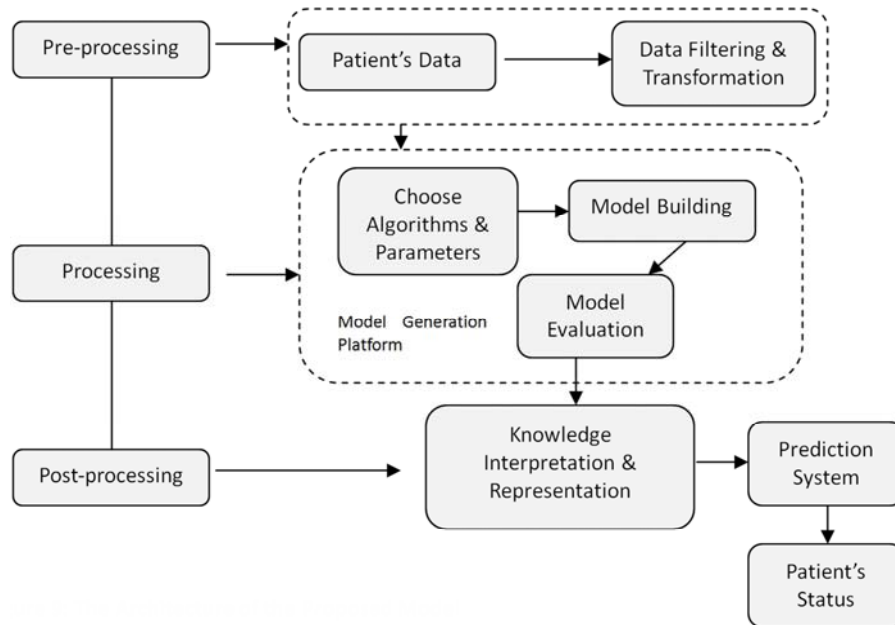 Pre-processing
Patient's Data
Data Filtering &
Transformation
Choose
Algorithms &
Parameters
Model Building
Processing
Model
Evaluation
Model Generation
Platform
Knowledge
Interpretation &
Representation
Post-processing
Prediction
System
Patient's
Status